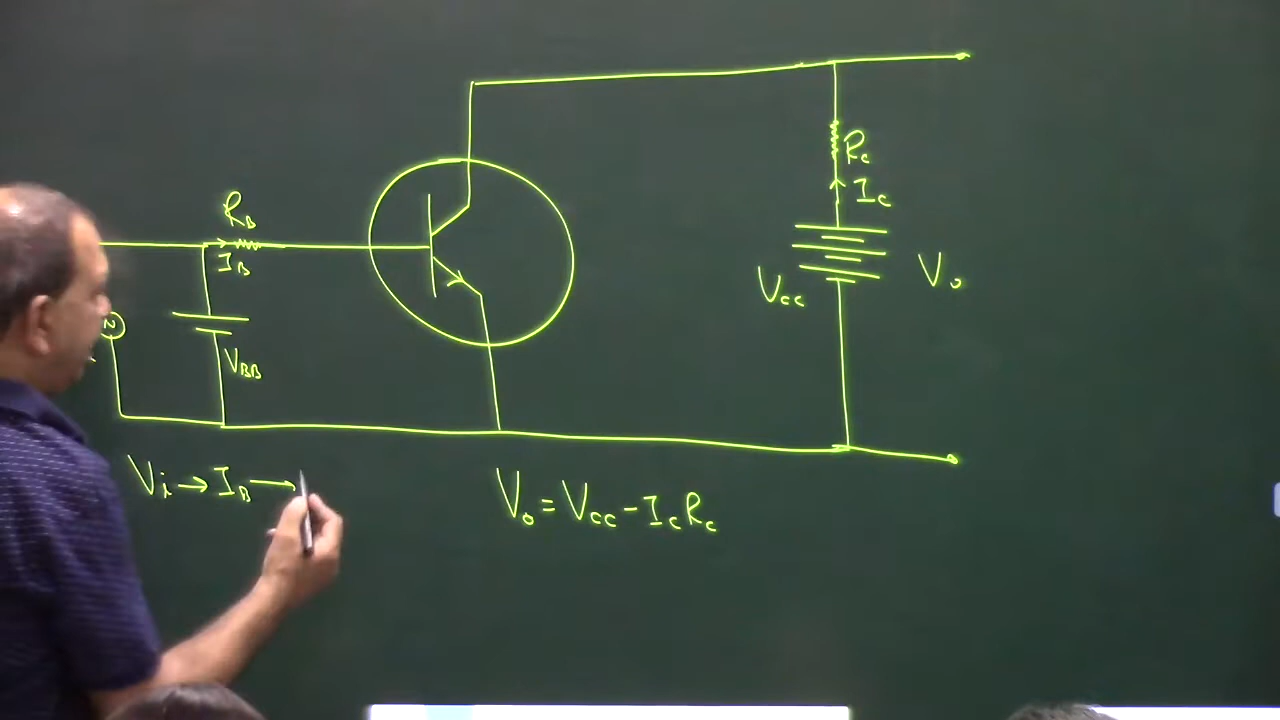 R_c
I_c
R_B
I_B
V_cc
V_o
V_BB
V_i → I_B →
V_o = V_cc - I_c R_c